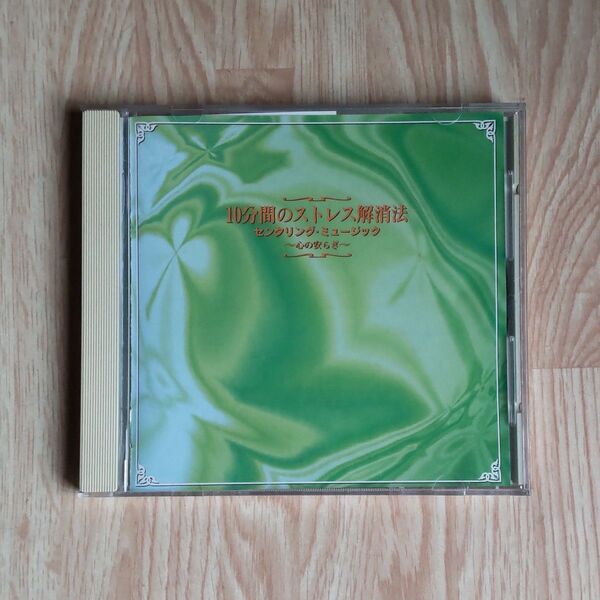 10分間のストレス解消法
センタリング・ミュージック
〜心の安らぎ〜